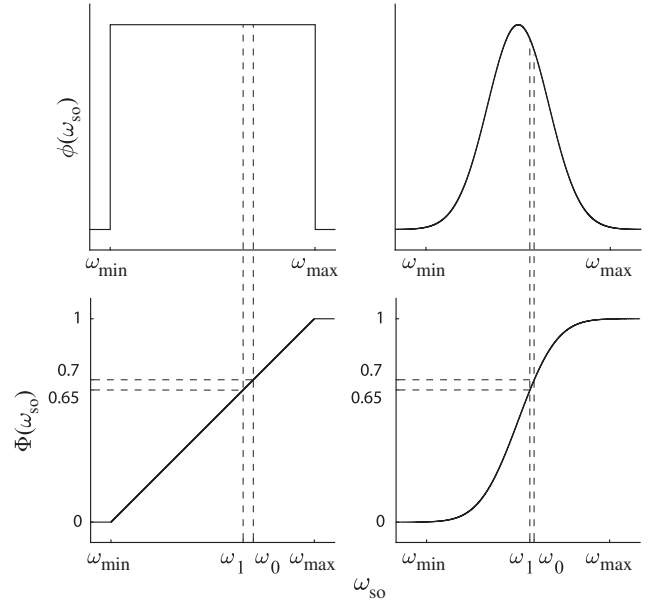 ϕ(ω_so)
ω_min ω_max ω_min ω_max
Φ(ω_so)
1 1
0.7 0.7
0.65 0.65
0 0
ω_min ω_1 ω_0 ω_max ω_min ω_1 ω_0 ω_max
ω_so